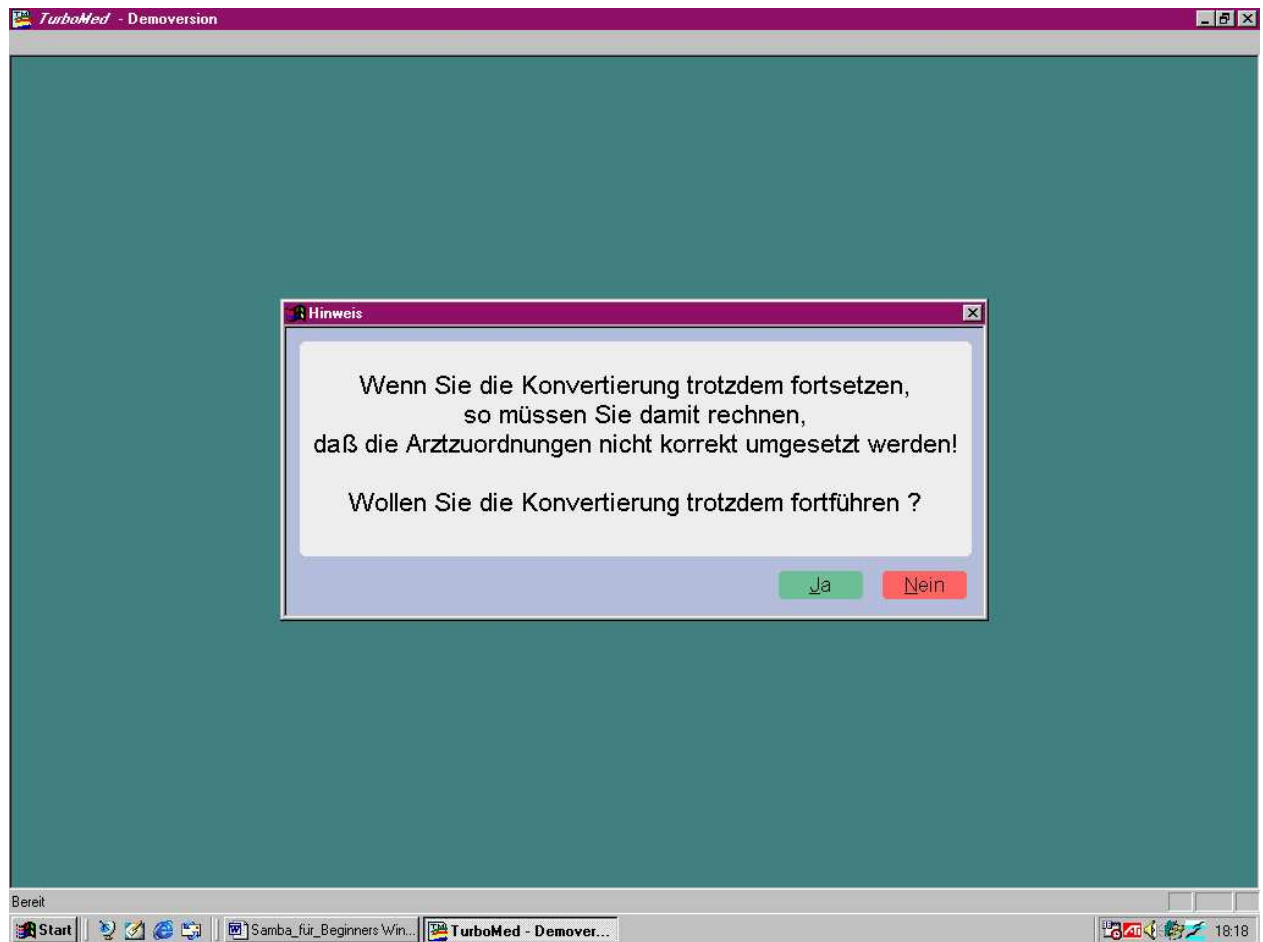 TurboMed - Demoversion
Hinweis
Wenn Sie die Konvertierung trotzdem fortsetzen,
so müssen Sie damit rechnen,
daß die Arztzuordnungen nicht korrekt umgesetzt werden!
Wollen Sie die Konvertierung trotzdem fortführen ?
Ja
Nein
Bereit
Start
Samba_für_Beginners Win...
TurboMed - Demover...
18:18